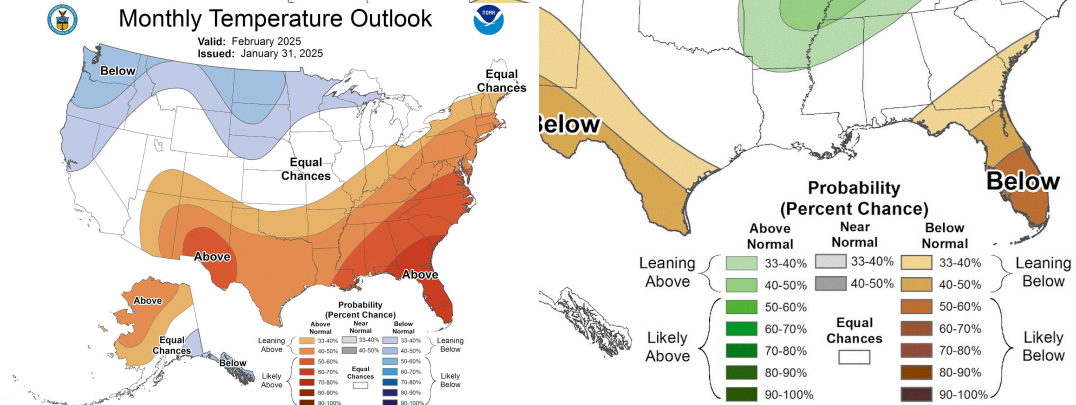 Monthly Temperature Outlook
Valid: February 2025
Issued: January 31, 2025
NOAA
Below
Equal
Chances
Equal
Chances
Above
Above
Above
Equal
Chances
Below
Probability
(Percent Chance)
Above
Normal
Near
Normal
Below
Normal
Leaning
Above
33-40%
33-40%
33-40%
Leaning
Below
40-50%
40-50%
40-50%
Likely
Above
50-60%
50-60%
Likely
Below
60-70%
60-70%
70-80%
Equal
Chances
70-80%
80-90%
80-90%
90-100%
90-100%
Below
Below
Probability
(Percent Chance)
Above
Normal
Near
Normal
Below
Normal
Leaning
Above
33-40%
33-40%
33-40%
Leaning
Below
40-50%
40-50%
40-50%
Likely
Above
50-60%
50-60%
Likely
Below
60-70%
Equal
Chances
60-70%
70-80%
70-80%
80-90%
80-90%
90-100%
90-100%